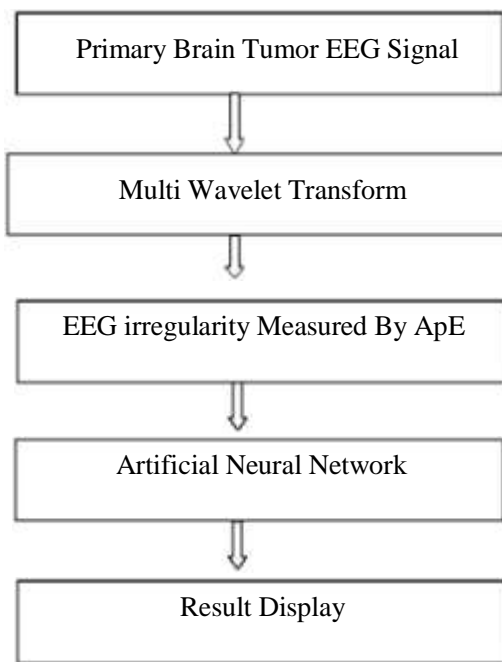 Primary Brain Tumor EEG Signal
Multi Wavelet Transform
EEG irregularity Measured By ApE
Artificial Neural Network
Result Display